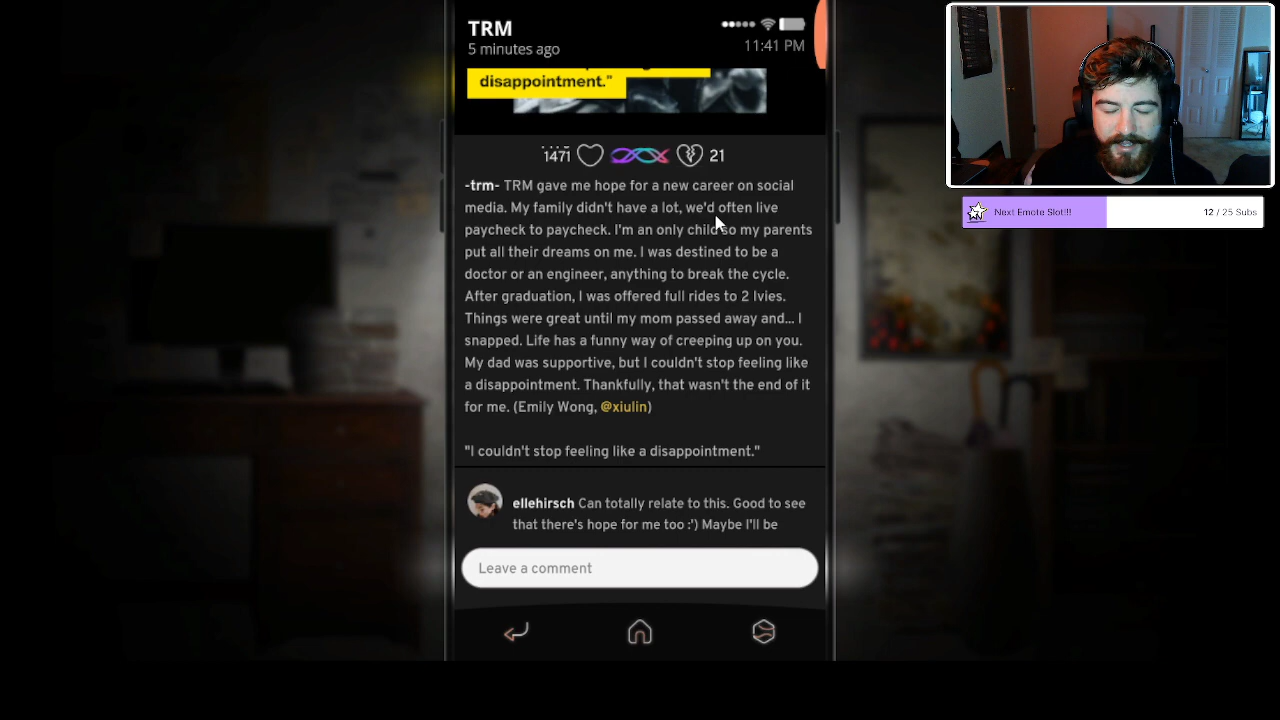 TRM
5 minutes ago
11:41 PM
disappointment."
1471
21
-trm- TRM gave me hope for a new career on social
media. My family didn't have a lot, we'd often live
paycheck to paycheck. I'm an only child so my parents
put all their dreams on me. I was destined to be a
doctor or an engineer, anything to break the cycle.
After graduation, I was offered full rides to 2 Ivies.
Things were great until my mom passed away and... I
snapped. Life has a funny way of creeping up on you.
My dad was supportive, but I couldn't stop feeling like
a disappointment. Thankfully, that wasn't the end of it
for me. (Emily Wong, @xiulin)
"I couldn't stop feeling like a disappointment."
ellehirsch Can totally relate to this. Good to see
that there's hope for me too :') Maybe I'll be
Leave a comment
Next Emote Slot!!!
12 / 25 Subs